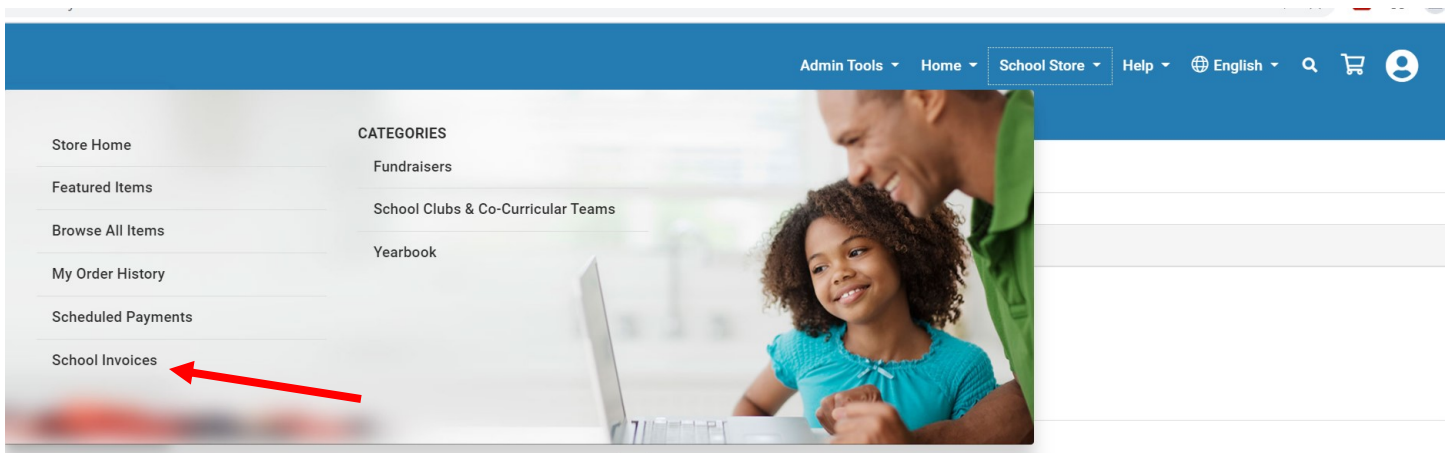 Admin Tools Home School Store Help English
Store Home
Featured Items
Browse All Items
My Order History
Scheduled Payments
School Invoices
CATEGORIES
Fundraisers
School Clubs & Co-Curricular Teams
Yearbook